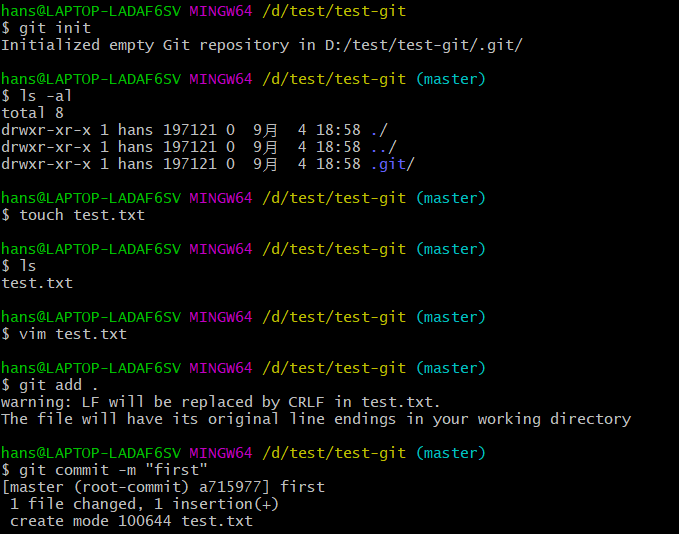 hans@LAPTOP-LADAF6SV MINGW64 /d/test/test-git
$ git init
Initialized empty Git repository in D:/test/test-git/.git/
hans@LAPTOP-LADAF6SV MINGW64 /d/test/test-git (master)
$ ls -al
total 8
drwxr-xr-x 1 hans 197121 0  9月  4 18:58 ./
drwxr-xr-x 1 hans 197121 0  9月  4 18:58 ../
drwxr-xr-x 1 hans 197121 0  9月  4 18:58 .git/
hans@LAPTOP-LADAF6SV MINGW64 /d/test/test-git (master)
$ touch test.txt
hans@LAPTOP-LADAF6SV MINGW64 /d/test/test-git (master)
$ ls
test.txt
hans@LAPTOP-LADAF6SV MINGW64 /d/test/test-git (master)
$ vim test.txt
hans@LAPTOP-LADAF6SV MINGW64 /d/test/test-git (master)
$ git add .
warning: LF will be replaced by CRLF in test.txt.
The file will have its original line endings in your working directory
hans@LAPTOP-LADAF6SV MINGW64 /d/test/test-git (master)
$ git commit -m "first"
[master (root-commit) a715977] first
 1 file changed, 1 insertion(+)
 create mode 100644 test.txt